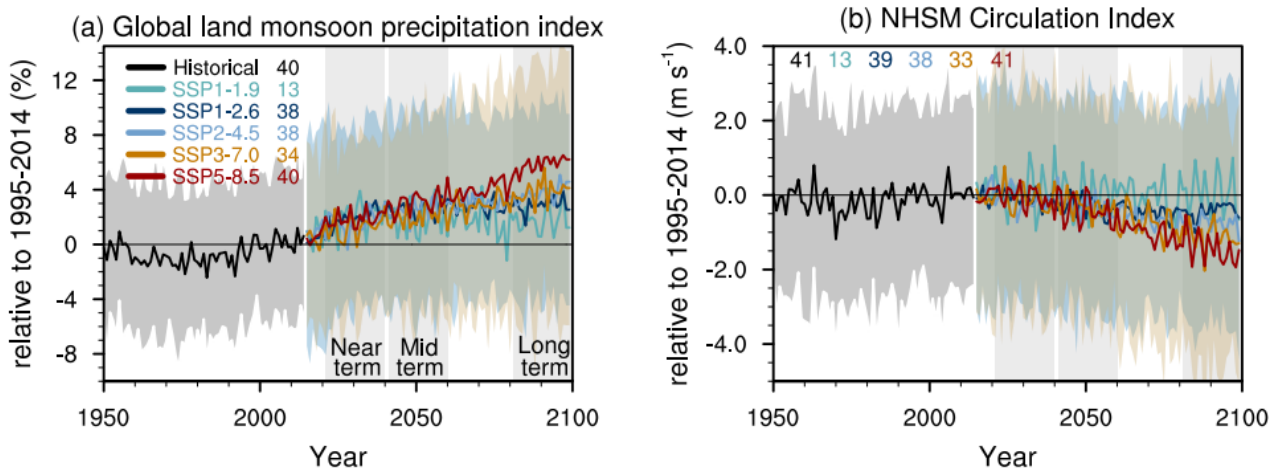 (a) Global land monsoon precipitation index
relative to 1995-2014 (%)
12
8
4
0
-4
-8
Historical 40
SSP1-1.9 13
SSP1-2.6 38
SSP2-4.5 38
SSP3-7.0 34
SSP5-8.5 40
Near term
Mid term
Long term
1950 2000 2050 2100
Year
(b) NHSM Circulation Index
relative to 1995-2014 (m s⁻¹)
4.0
2.0
0.0
-2.0
-4.0
41 13 39 38 33 41
1950 2000 2050 2100
Year